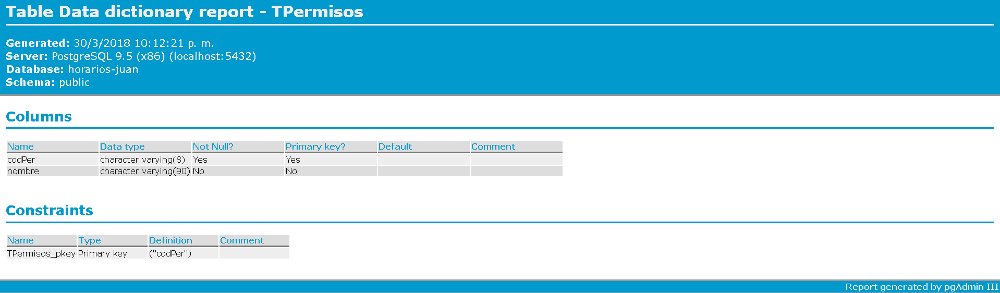 Table Data dictionary report - TPermisos
Generated: 30/3/2018 10:12:21 p. m.
Server: PostgreSQL 9.5 (x86) (localhost:5432)
Database: horarios-juan
Schema: public
Columns
Name Data type Not Null? Primary key? Default Comment
codPer character varying(8) Yes Yes
nombre character varying(90) No No
Constraints
Name Type Definition Comment
TPermisos_pkey Primary key ("codPer")
Report generated by pgAdmin III